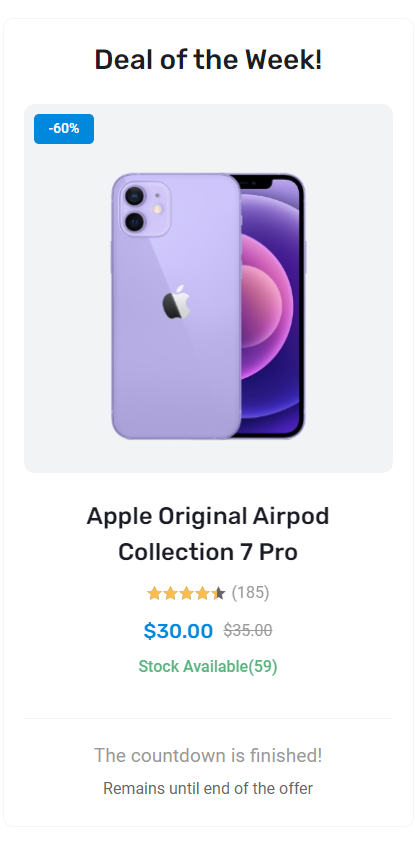 Deal of the Week!
-60%
Apple Original Airpod
Collection 7 Pro
(185)
$30.00 $35.00
Stock Available(59)
The countdown is finished!
Remains until end of the offer